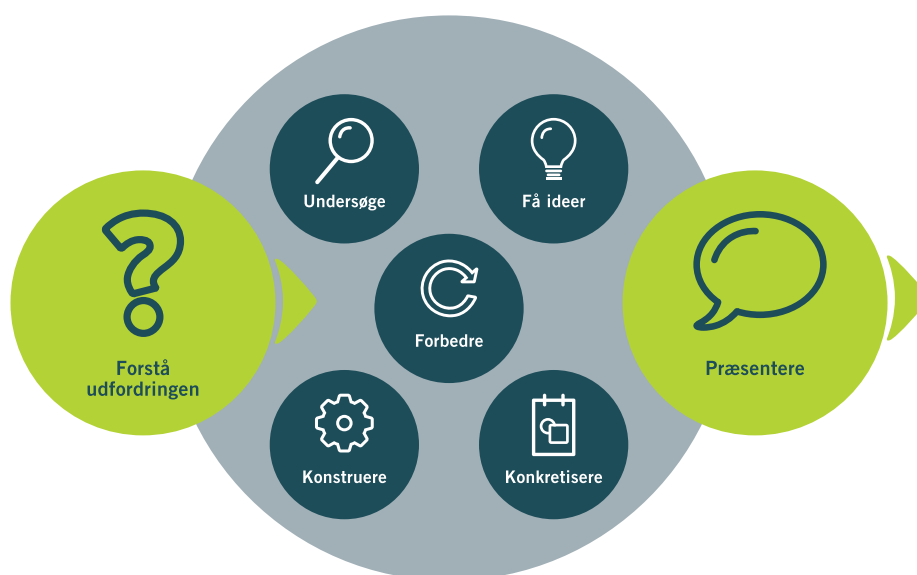 Undersøge
Få ideer
Forstå
udfordringen
Forbedre
Præsentere
Konstruere
Konkretisere